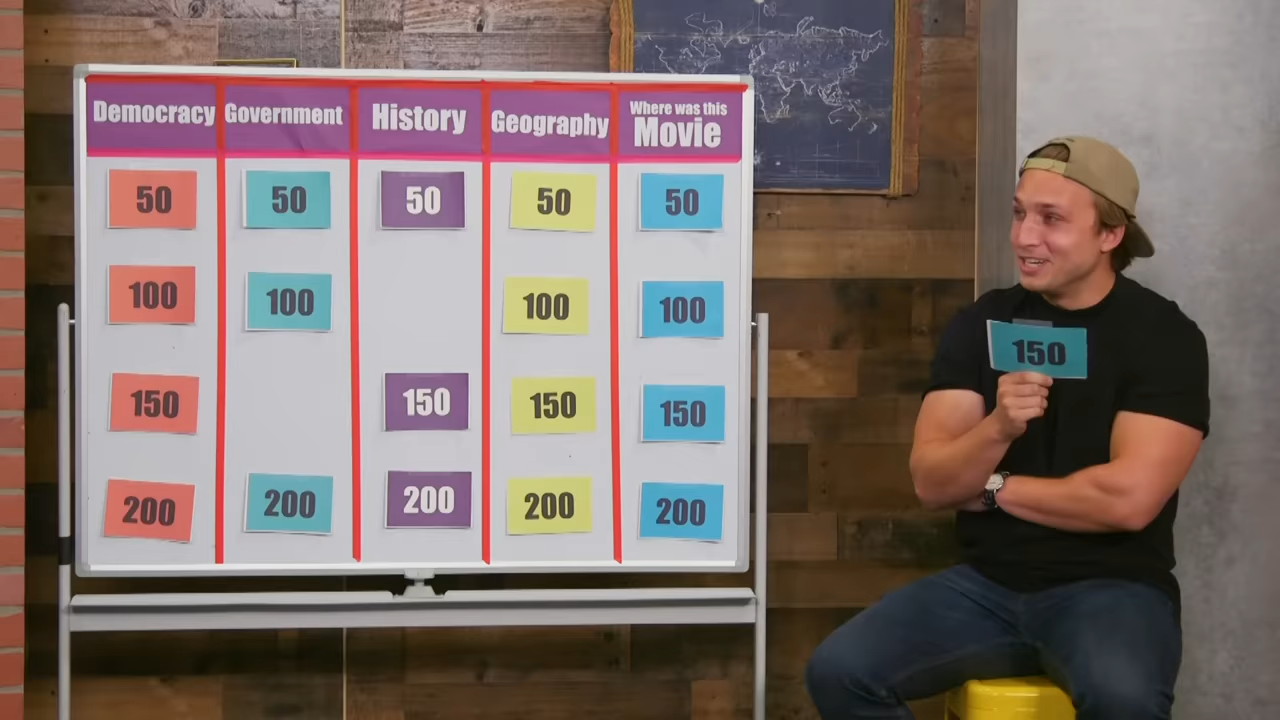 Democracy Government History Geography Where was this
Movie
50 50 50 50 50
100 100 100 100
150 150 150 150
200 200 200 200 200
150